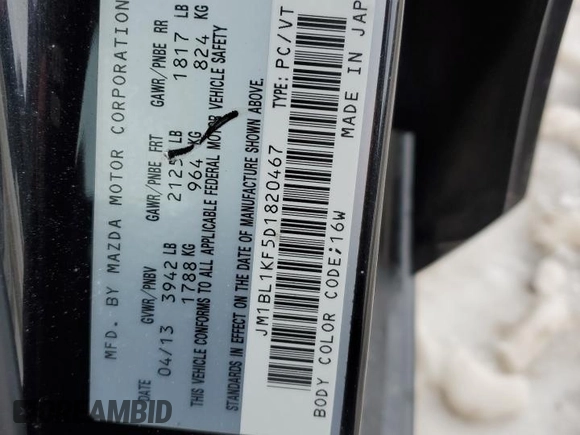 MFD. BY MAZDA MOTOR CORPORATION
DATE GVWR/PNBV GAWR/PNBE FRT GAWR/PNBE RR
04/13 3942 LB 2125 LB 1817 LB
1788 KG 964 KG 824 KG
THIS VEHICLE CONFORMS TO ALL APPLICABLE FEDERAL MOTOR VEHICLE SAFETY
STANDARDS IN EFFECT ON THE DATE OF MANUFACTURE SHOWN ABOVE.
JM1BL1KF5D1820467 TYPE: PC/VT
BODY COLOR CODE;16W MADE IN JAP